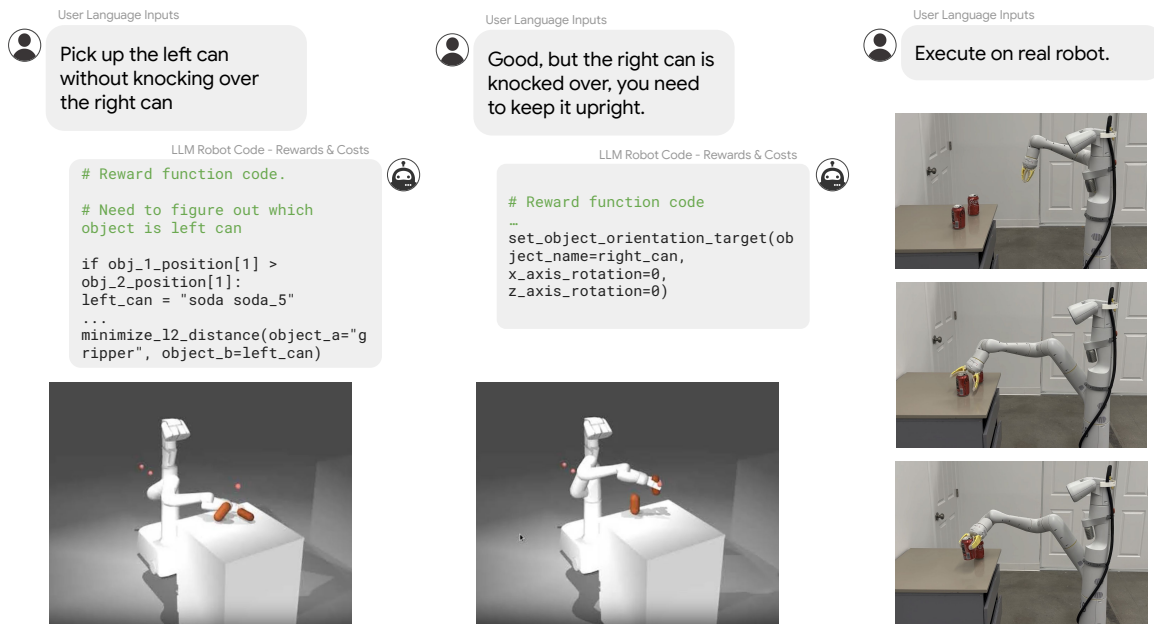 User Language Inputs
Pick up the left can
without knocking over
the right can
LLM Robot Code - Rewards & Costs
# Reward function code.
# Need to figure out which
object is left can
if obj_1_position[1] >
obj_2_position[1]:
left_can = "soda soda_5"
...
minimize_l2_distance(object_a="g
ripper", object_b=left_can)
User Language Inputs
Good, but the right can is
knocked over, you need
to keep it upright.
LLM Robot Code - Rewards & Costs
# Reward function code
…
set_object_orientation_target(ob
ject_name=right_can,
x_axis_rotation=0,
z_axis_rotation=0)
User Language Inputs
Execute on real robot.